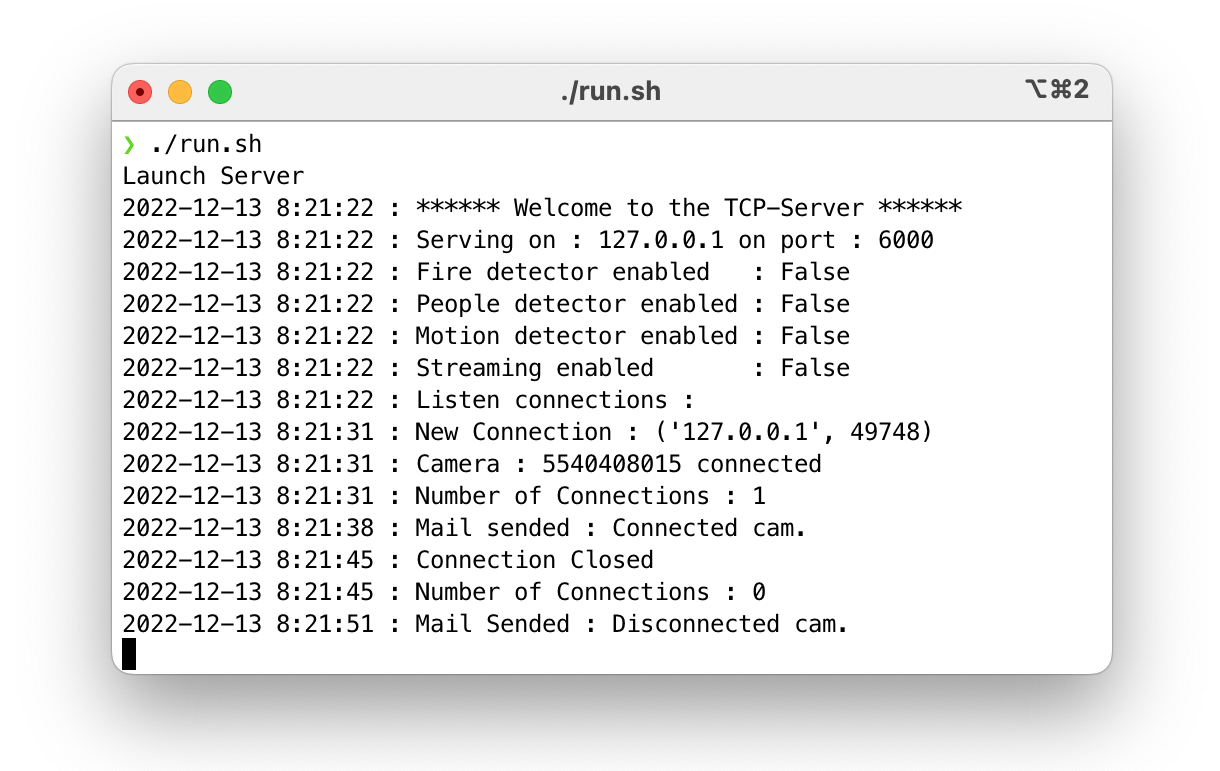 ./run.sh
⌥⌘2
❯ ./run.sh
Launch Server
2022-12-13 8:21:22 : ****** Welcome to the TCP-Server ******
2022-12-13 8:21:22 : Serving on : 127.0.0.1 on port : 6000
2022-12-13 8:21:22 : Fire detector enabled   : False
2022-12-13 8:21:22 : People detector enabled : False
2022-12-13 8:21:22 : Motion detector enabled : False
2022-12-13 8:21:22 : Streaming enabled       : False
2022-12-13 8:21:22 : Listen connections :
2022-12-13 8:21:31 : New Connection : ('127.0.0.1', 49748)
2022-12-13 8:21:31 : Camera : 5540408015 connected
2022-12-13 8:21:31 : Number of Connections : 1
2022-12-13 8:21:38 : Mail sended : Connected cam.
2022-12-13 8:21:45 : Connection Closed
2022-12-13 8:21:45 : Number of Connections : 0
2022-12-13 8:21:51 : Mail Sended : Disconnected cam.